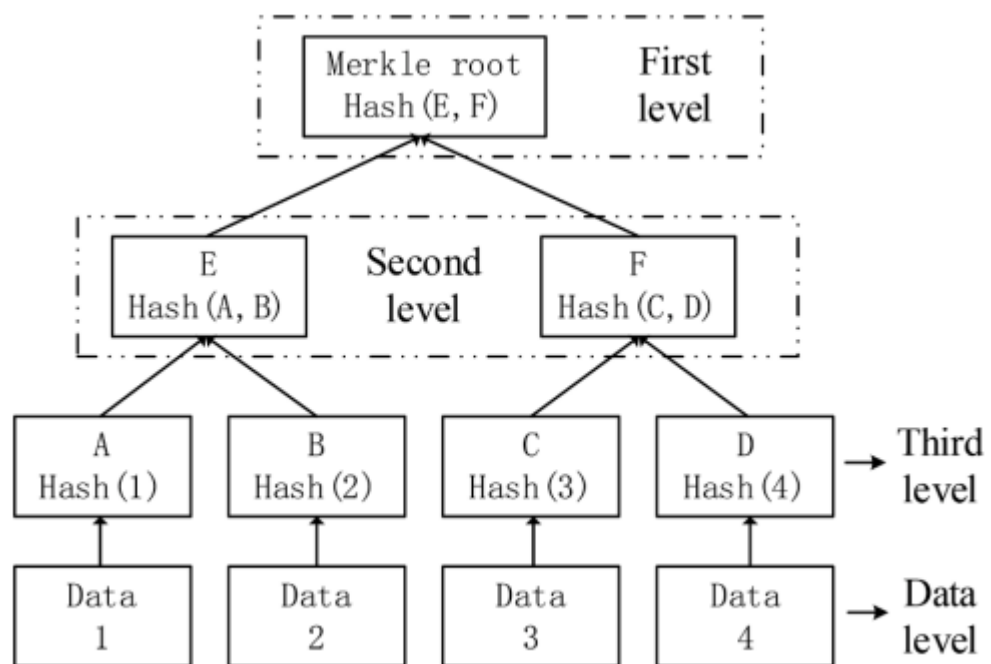 Merkle root
Hash(E,F)
First
level
E
Hash(A,B)
Second
level
F
Hash(C,D)
A
Hash(1)
B
Hash(2)
C
Hash(3)
D
Hash(4)
Third
level
Data
1
Data
2
Data
3
Data
4
Data
level